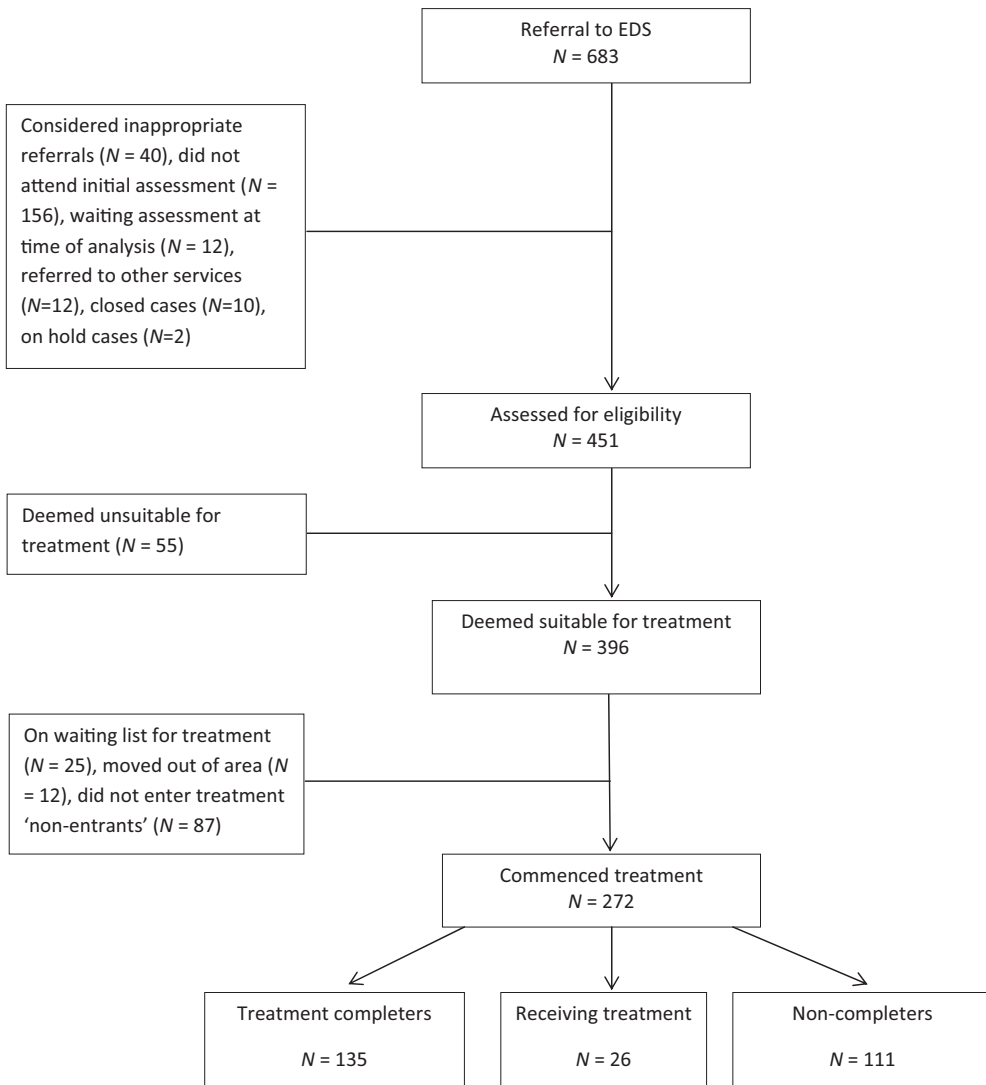 Referral to EDS
N = 683
Considered inappropriate
referrals (N = 40), did not
attend initial assessment (N =
156), waiting assessment at
time of analysis (N = 12),
referred to other services
(N=12), closed cases (N=10),
on hold cases (N=2)
Assessed for eligibility
N = 451
Deemed unsuitable for
treatment (N = 55)
Deemed suitable for treatment
N = 396
On waiting list for treatment
(N = 25), moved out of area (N
= 12), did not enter treatment
‘non-entrants’ (N = 87)
Commenced treatment
N = 272
Treatment completers
N = 135
Receiving treatment
N = 26
Non-completers
N = 111